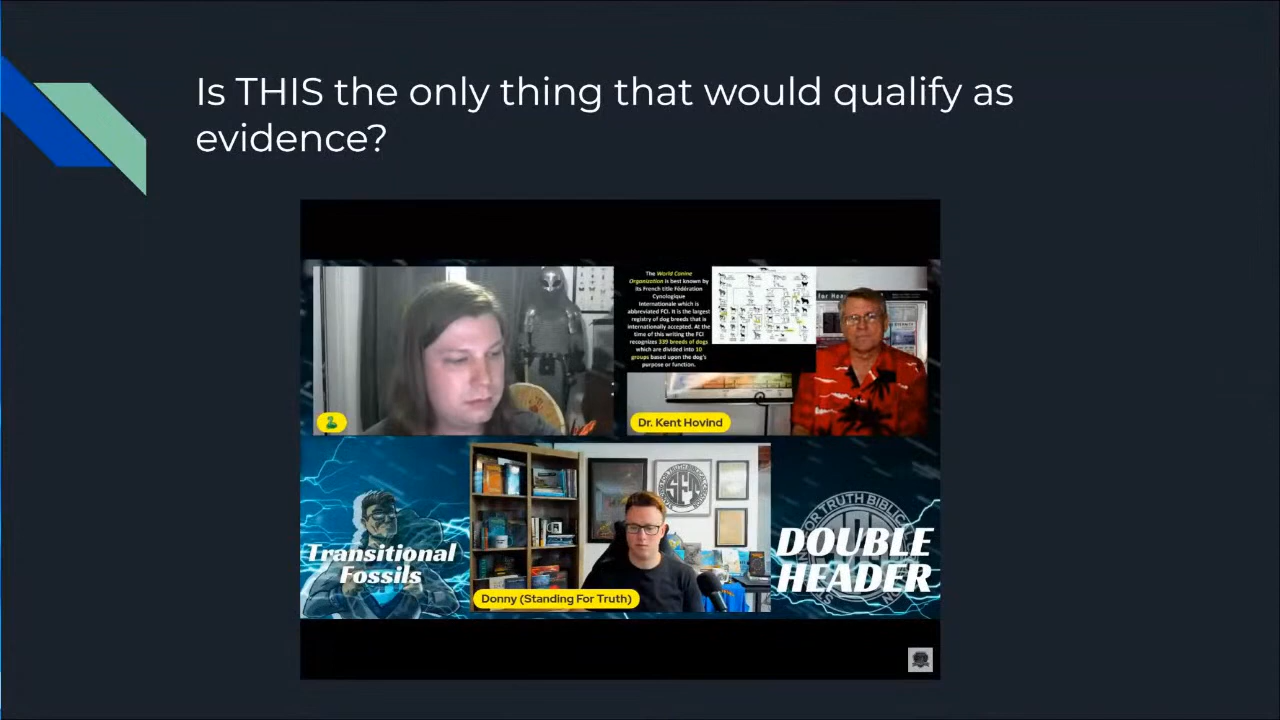 Is THIS the only thing that would qualify as
evidence?
The World Canine
Organization is best known by
its French title Fédération
Cynologique
Internationale which is
abbreviated FCI. It is the largest
registry of dog breeds that is
internationally accepted. At the
time of this writing the FCI
recognizes 339 breeds of dogs
which are divided into 10
groups based upon the dog's
purpose or function.
Dr. Kent Hovind
SFT
Transitional
Fossils
Donny (Standing For Truth)
DOUBLE
HEADER